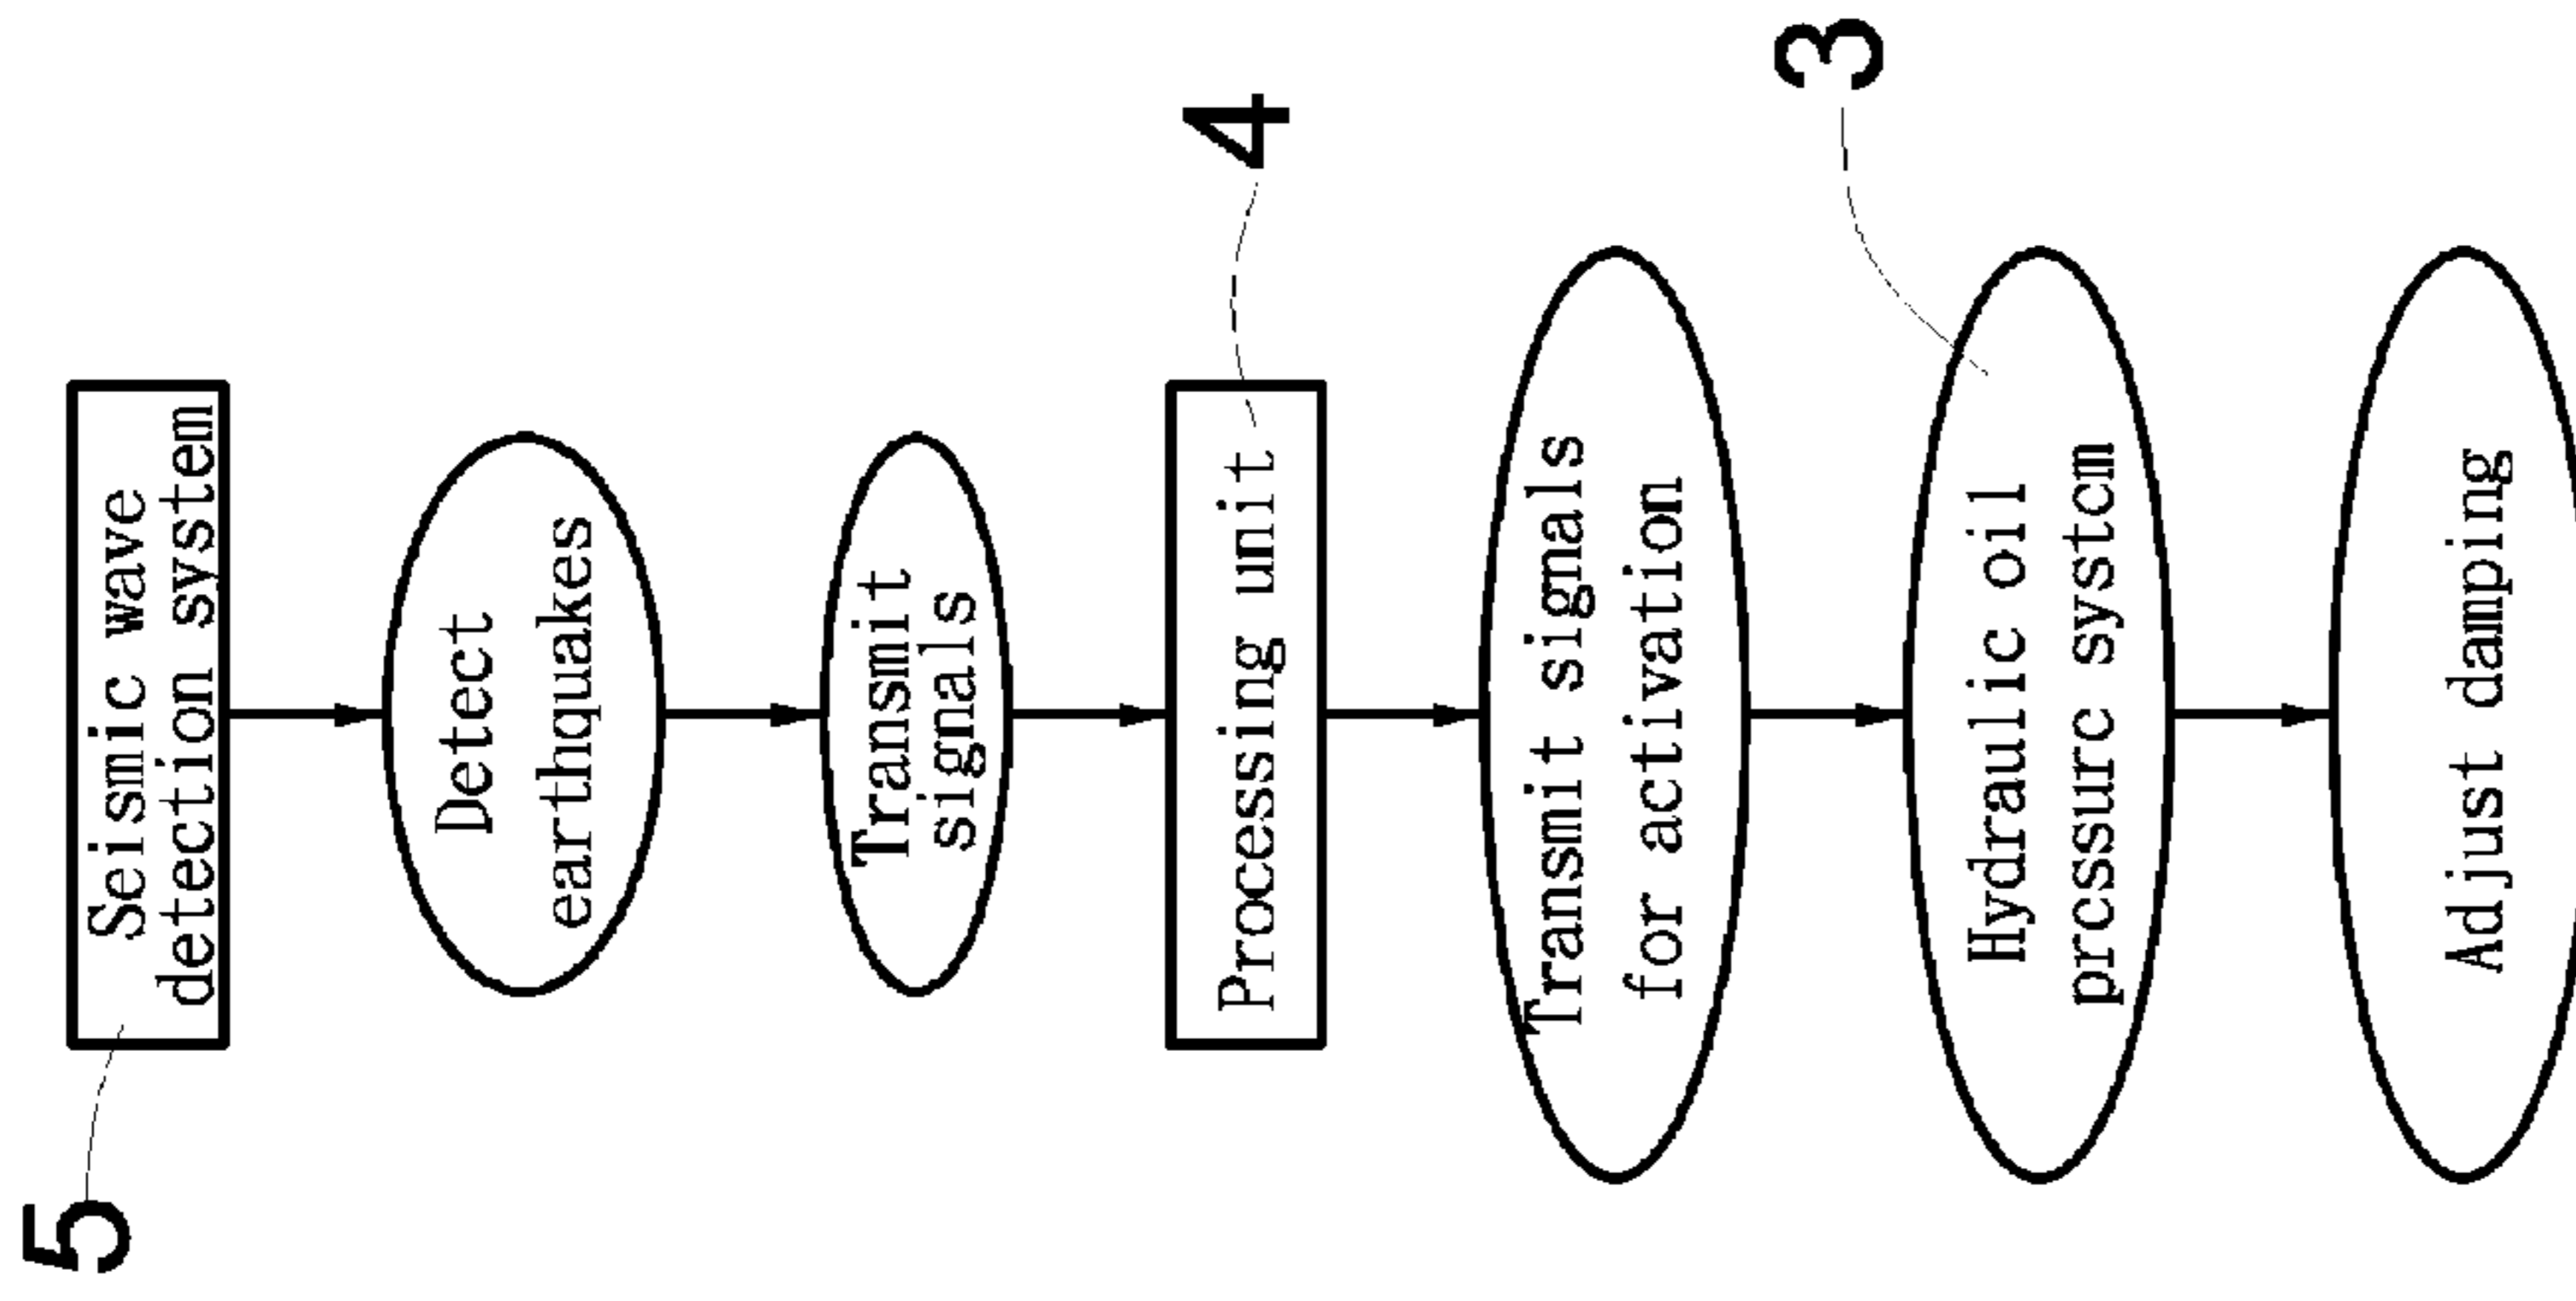 5
Seismic wave
detection system
Detect
earthquakes
Transmit
signals
4
Processing unit
Transmit signals
for activation
3
Hydraulic oil
pressure system
Adjust damping